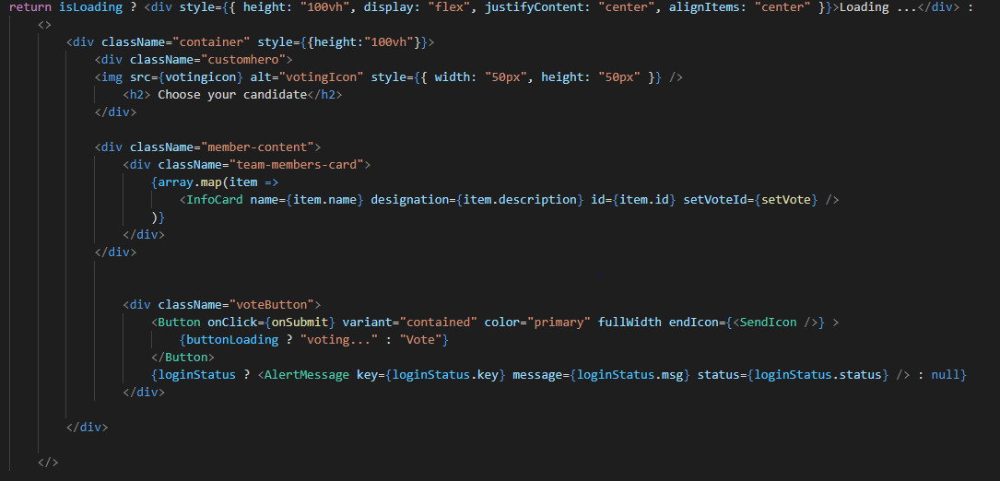 return isLoading ? <div style={{ height: "100vh", display: "flex", justifyContent: "center", alignItems: "center" }}>Loading ...</div> :
<>
<div className="container" style={{height:"100vh"}}>
<div className="customhero">
<img src={votingicon} alt="votingIcon" style={{ width: "50px", height: "50px" }} />
<h2> Choose your candidate</h2>
</div>
<div className="member-content">
<div className="team-members-card">
{array.map(item =>
<InfoCard name={item.name} designation={item.description} id={item.id} setVoteId={setVote} />
)}
</div>
</div>
<div className="voteButton">
<Button onClick={onSubmit} variant="contained" color="primary" fullWidth endIcon={<SendIcon />} >
{buttonLoading ? "voting..." : "Vote"}
</Button>
{loginStatus ? <AlertMessage key={loginStatus.key} message={loginStatus.msg} status={loginStatus.status} /> : null}
</div>
</div>
</>